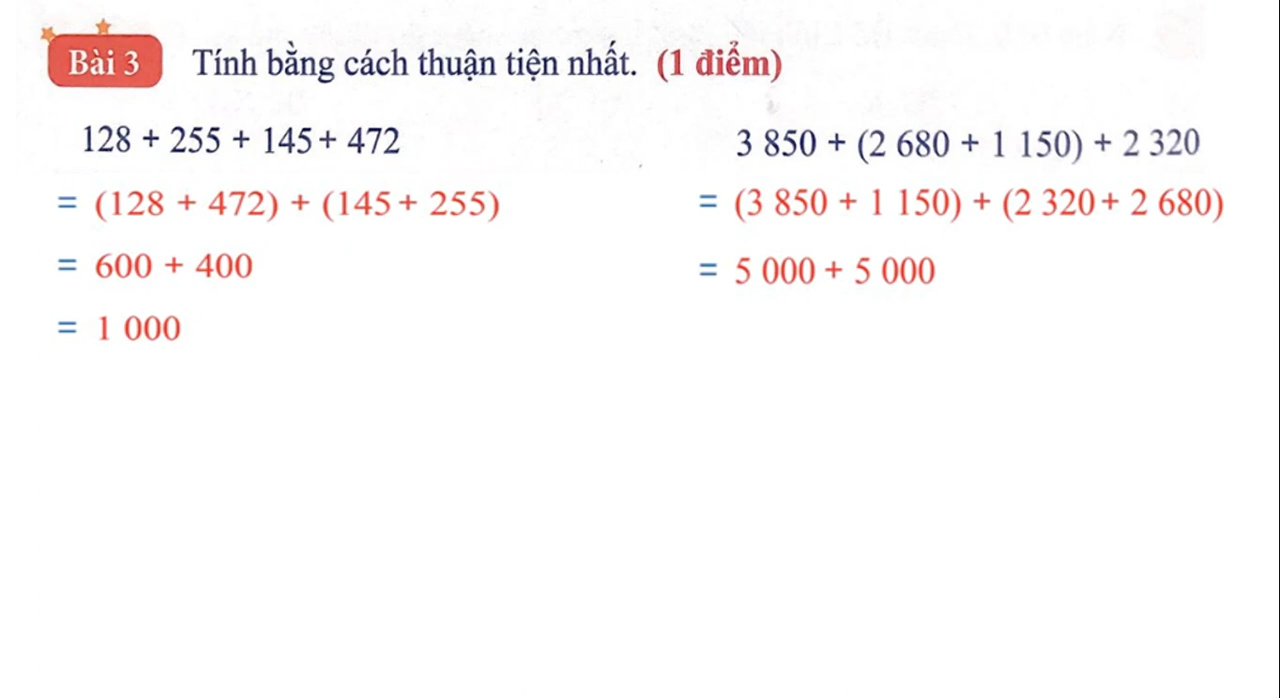 Bài 3 Tính bằng cách thuận tiện nhất. (1 điểm)
128 + 255 + 145 + 472
= (128 + 472) + (145 + 255)
= 600 + 400
= 1 000
3 850 + (2 680 + 1 150) + 2 320
= (3 850 + 1 150) + (2 320 + 2 680)
= 5 000 + 5 000